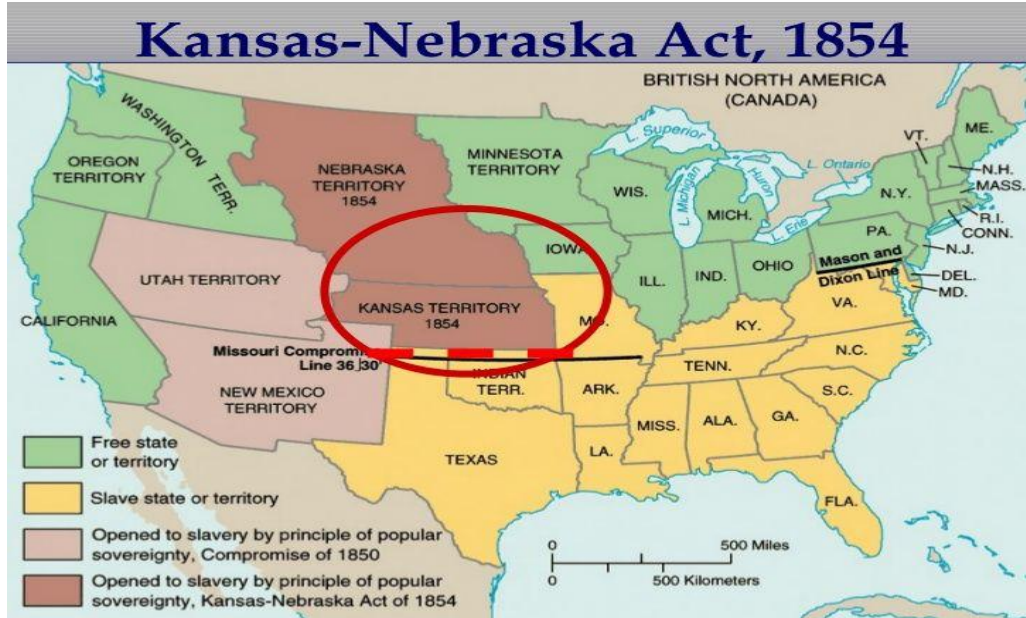 Kansas-Nebraska Act, 1854
BRITISH NORTH AMERICA
(CANADA)
WASHINGTON TERR.
OREGON
TERRITORY
NEBRASKA
TERRITORY
1854
MINNESOTA
TERRITORY
L. Superior
L. Michigan
L. Huron
L. Ontario
L. Erie
VT.
ME.
N.H.
MASS.
R.I.
CONN.
N.Y.
WIS.
MICH.
PA.
N.J.
IOWA
ILL.
IND.
OHIO
Mason and
Dixon Line
DEL.
MD.
UTAH TERRITORY
CALIFORNIA
KANSAS TERRITORY
1854
MO.
KY.
VA.
Missouri Compromi
Line 36 30'
NEW MEXICO
TERRITORY
INDIAN
TERR.
ARK.
TENN.
N.C.
S.C.
MISS.
ALA.
GA.
TEXAS
LA.
FLA.
Free state
or territory
Slave state or territory
Opened to slavery by principle of popular
sovereignty, Compromise of 1850
Opened to slavery by principle of popular
sovereignty, Kansas-Nebraska Act of 1854
0 500 Miles
0 500 Kilometers